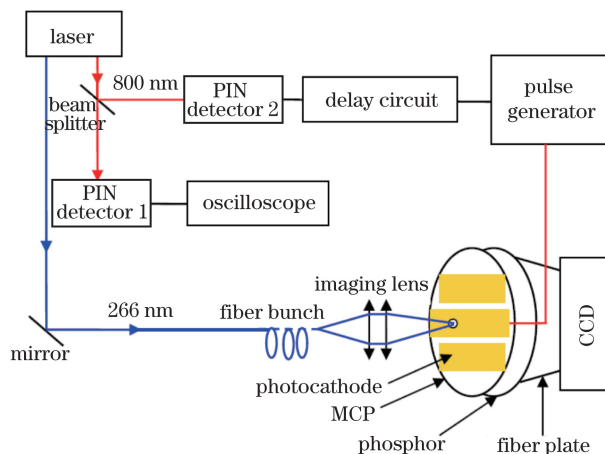 laser
800 nm
beam
splitter
PIN
detector 2
delay circuit
pulse
generator
PIN
detector 1
oscilloscope
266 nm
mirror
fiber bunch
imaging lens
photocathode
MCP
phosphor
fiber plate
CCD